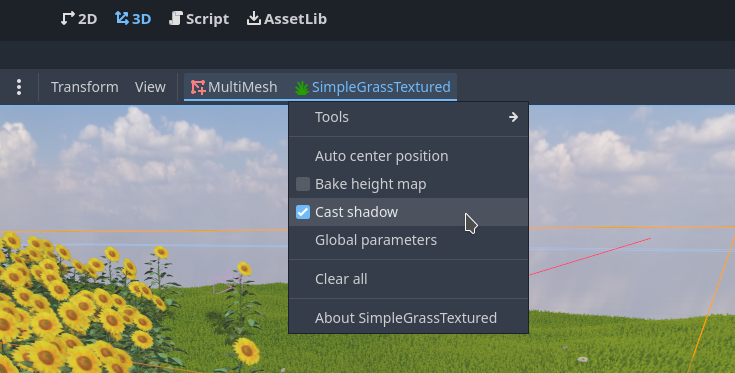 2D 3D Script AssetLib
Transform View MultiMesh SimpleGrassTextured
Tools
Auto center position
Bake height map
Cast shadow
Global parameters
Clear all
About SimpleGrassTextured